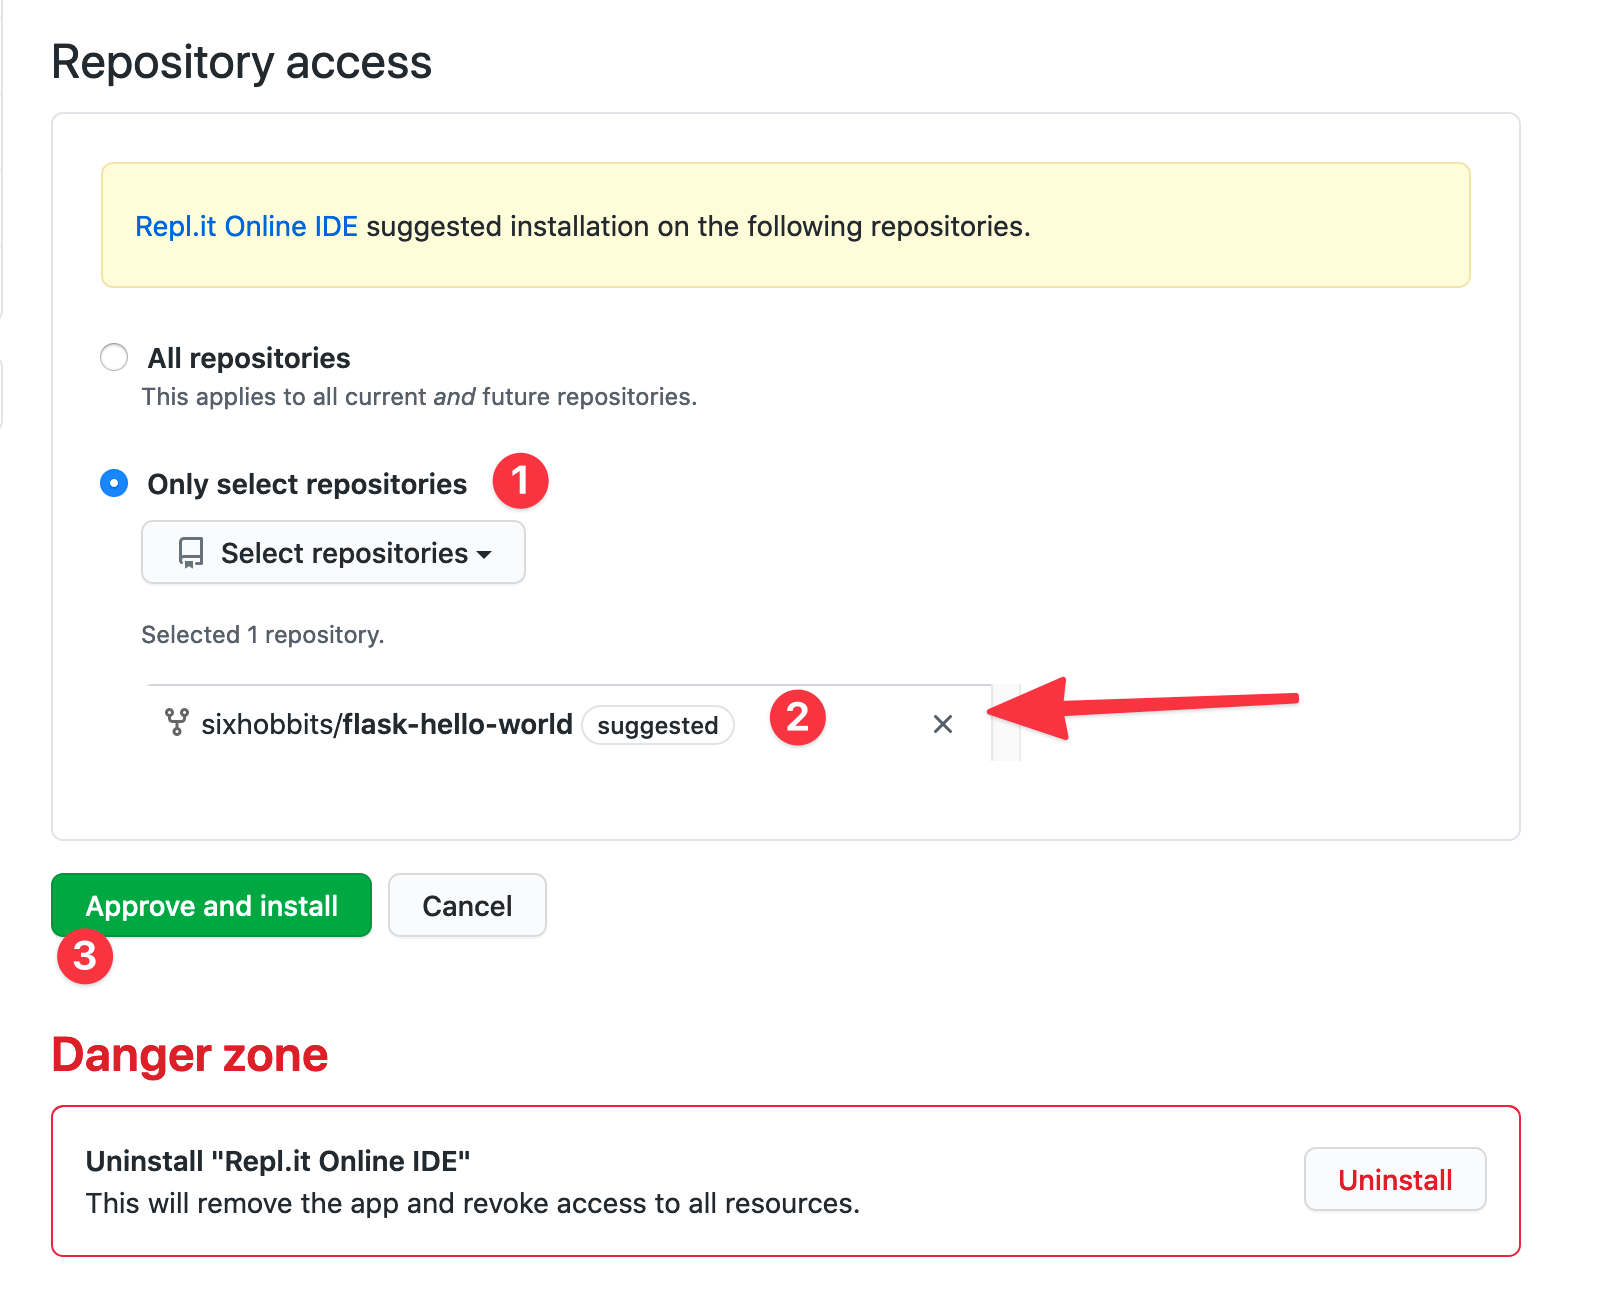 Repository access
Repl.it Online IDE suggested installation on the following repositories.
All repositories
This applies to all current and future repositories.
Only select repositories 1
Select repositories
Selected 1 repository.
sixhobbits/flask-hello-world suggested 2
Approve and install Cancel
3
Danger zone
Uninstall "Repl.it Online IDE"
This will remove the app and revoke access to all resources.
Uninstall